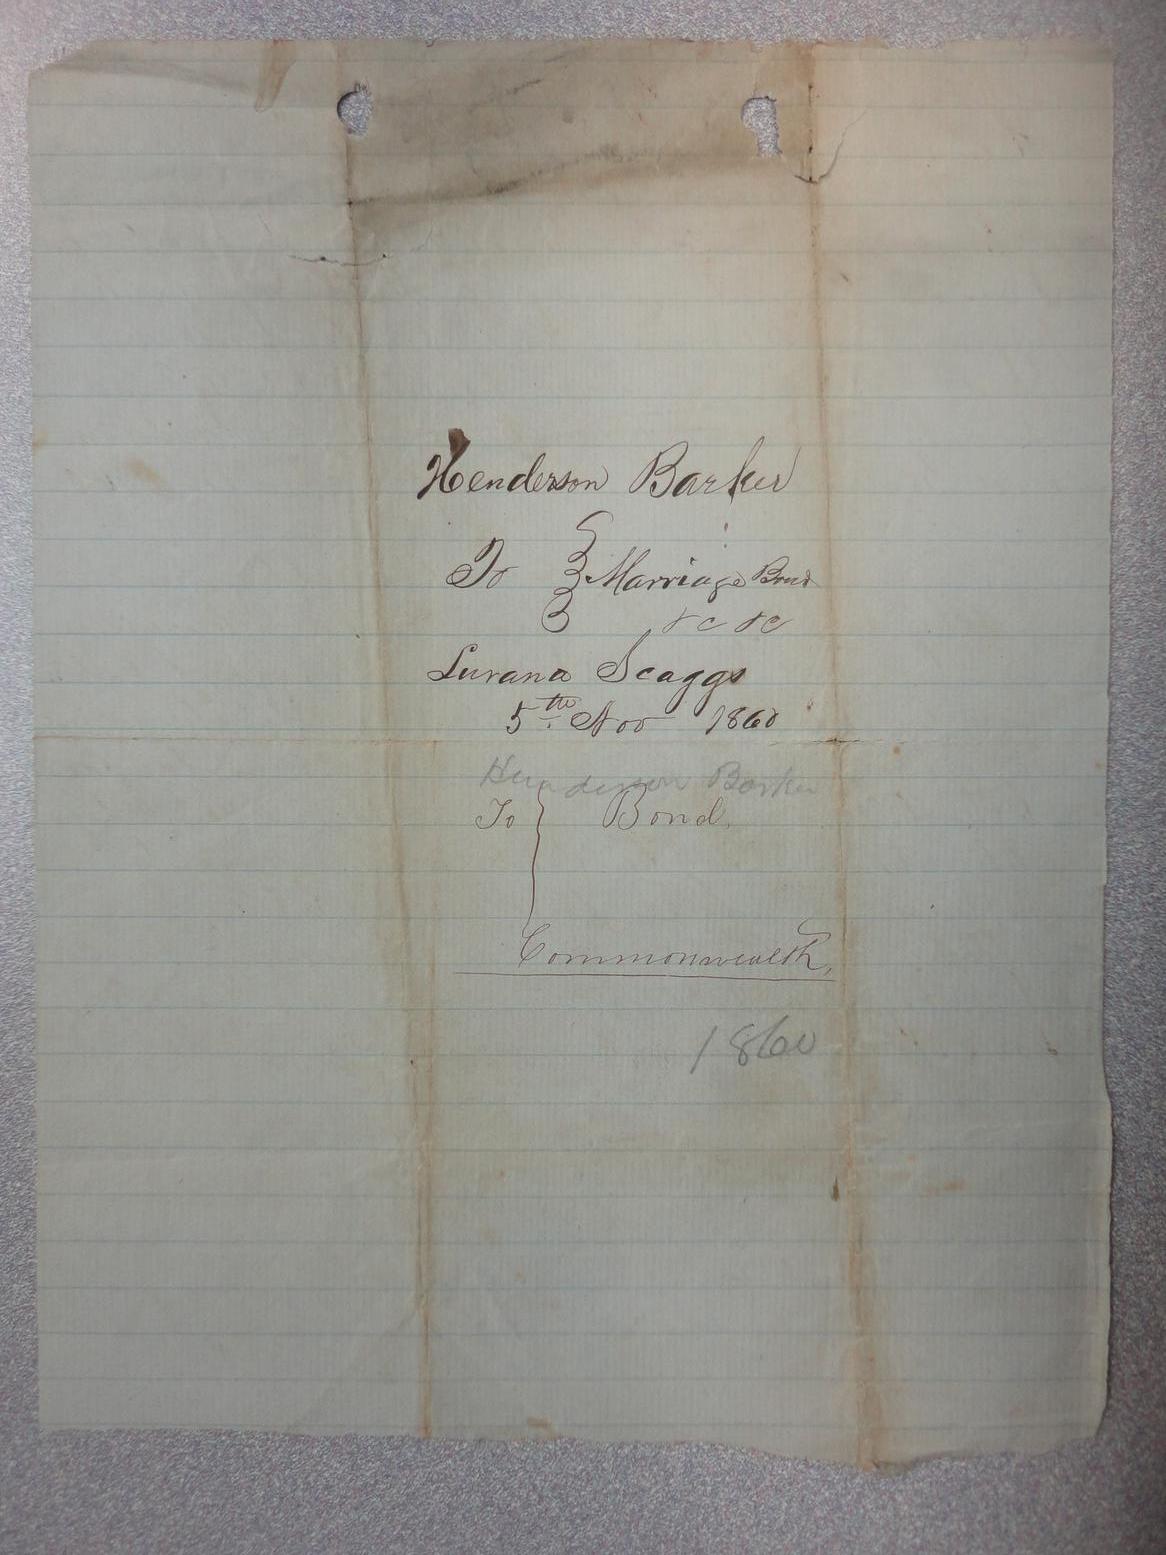 Henderson Barker
To } Marriage Bond
&c &c
Lurana Scaggs
5th Nov 1860
Henderson Barker
To } Bond.
Commonwealth,
1860